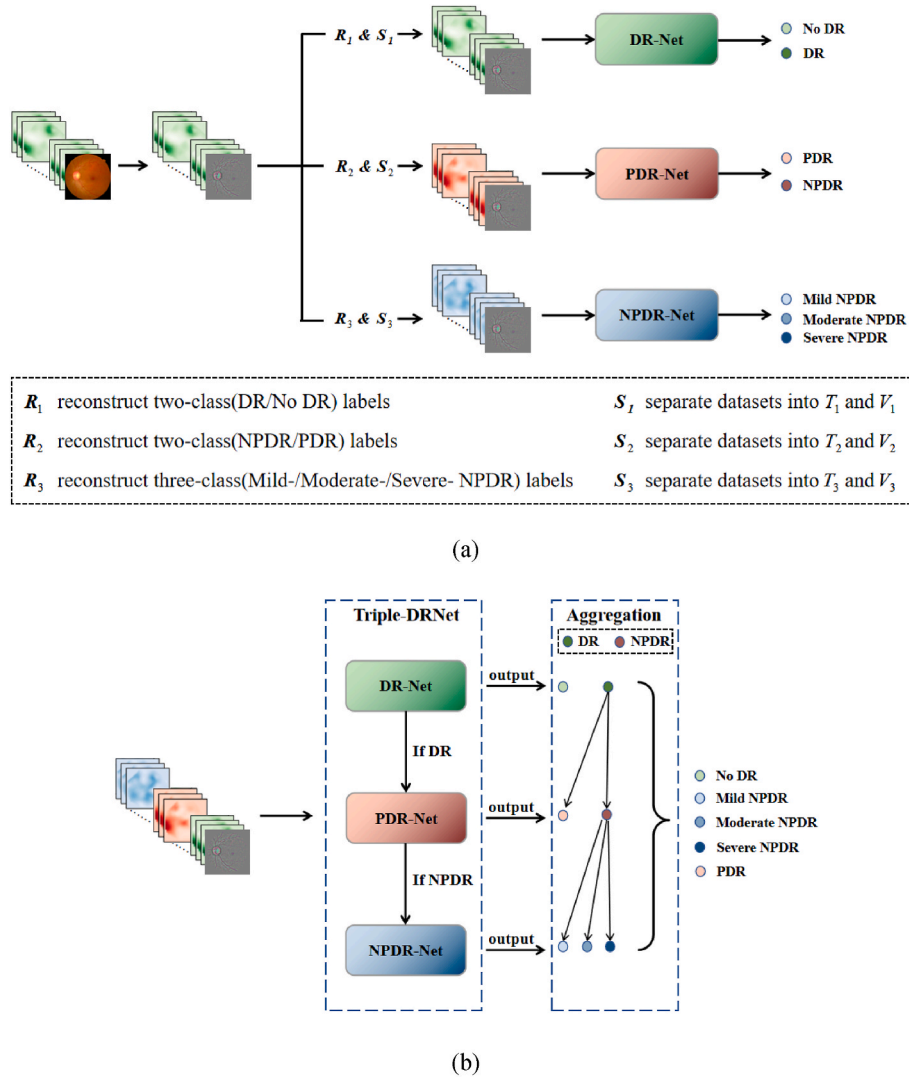 R1 & S1
DR-Net
No DR
DR
R2 & S2
PDR-Net
PDR
NPDR
R3 & S3
NPDR-Net
Mild NPDR
Moderate NPDR
Severe NPDR
R1 reconstruct two-class(DR/No DR) labels
S1 separate datasets into T1 and V1
R2 reconstruct two-class(NPDR/PDR) labels
S2 separate datasets into T2 and V2
R3 reconstruct three-class(Mild-/Moderate-/Severe- NPDR) labels
S3 separate datasets into T3 and V3
(a)
Triple-DRNet
Aggregation
DR NPDR
DR-Net
output
If DR
PDR-Net
output
If NPDR
NPDR-Net
output
No DR
Mild NPDR
Moderate NPDR
Severe NPDR
PDR
(b)